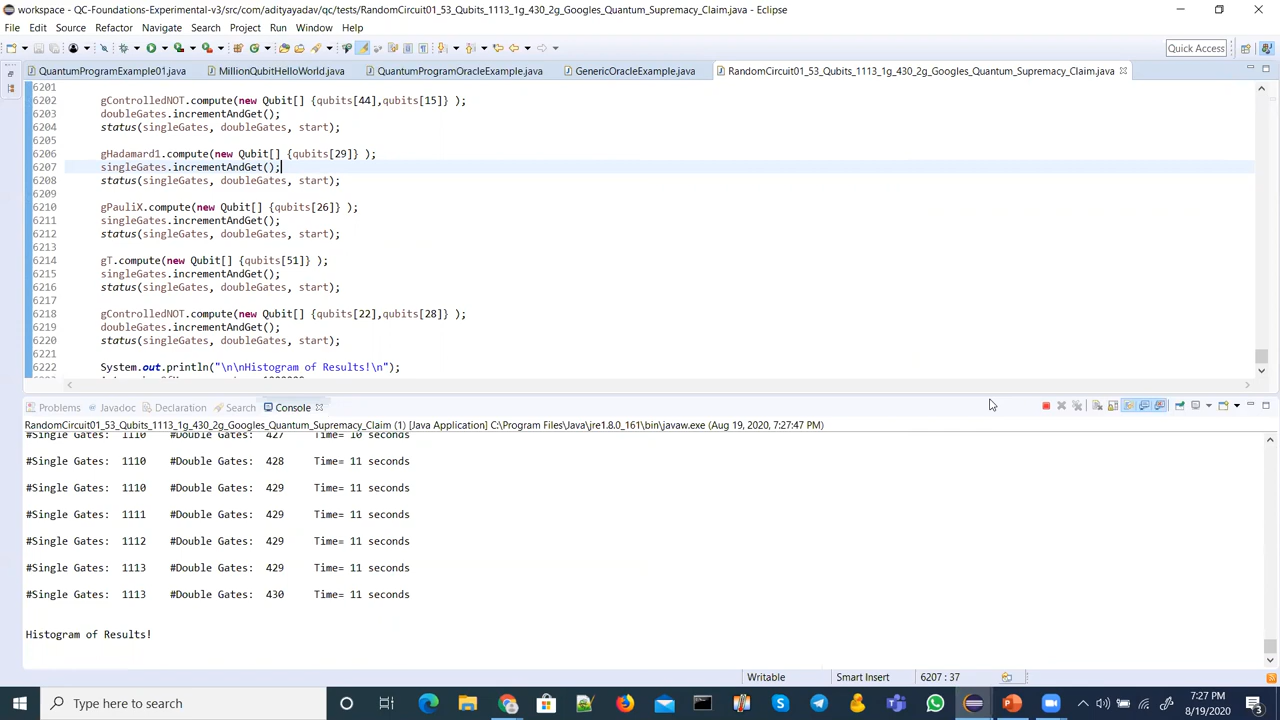 workspace - QC-Foundations-Experimental-v3/src/com/adityayadav/qc/tests/RandomCircuit01_53_Qubits_1113_1g_430_2g_Googles_Quantum_Supremacy_Claim.java - Eclipse
File Edit Source Refactor Navigate Search Project Run Window Help
Quick Access
QuantumProgramExample01.java MillionQubitHelloWorld.java QuantumProgramOracleExample.java GenericOracleExample.java RandomCircuit01_53_Qubits_1113_1g_430_2g_Googles_Quantum_Supremacy_Claim.java
6201
6202 gControlledNOT.compute(new Qubit[] {qubits[44],qubits[15]} );
6203 doubleGates.incrementAndGet();
6204 status(singleGates, doubleGates, start);
6205
6206 gHadamard1.compute(new Qubit[] {qubits[29]} );
6207 singleGates.incrementAndGet();
6208 status(singleGates, doubleGates, start);
6209
6210 gPauliX.compute(new Qubit[] {qubits[26]} );
6211 singleGates.incrementAndGet();
6212 status(singleGates, doubleGates, start);
6213
6214 gT.compute(new Qubit[] {qubits[51]} );
6215 singleGates.incrementAndGet();
6216 status(singleGates, doubleGates, start);
6217
6218 gControlledNOT.compute(new Qubit[] {qubits[22],qubits[28]} );
6219 doubleGates.incrementAndGet();
6220 status(singleGates, doubleGates, start);
6221
6222 System.out.println("\n\nHistogram of Results!\n");
Problems Javadoc Declaration Search Console
RandomCircuit01_53_Qubits_1113_1g_430_2g_Googles_Quantum_Supremacy_Claim (1) [Java Application] C:\Program Files\Java\jre1.8.0_161\bin\javaw.exe (Aug 19, 2020, 7:27:47 PM)
#Single Gates: 1110 #Double Gates: 427 Time= 10 seconds
#Single Gates: 1110 #Double Gates: 428 Time= 11 seconds
#Single Gates: 1110 #Double Gates: 429 Time= 11 seconds
#Single Gates: 1111 #Double Gates: 429 Time= 11 seconds
#Single Gates: 1112 #Double Gates: 429 Time= 11 seconds
#Single Gates: 1113 #Double Gates: 429 Time= 11 seconds
#Single Gates: 1113 #Double Gates: 430 Time= 11 seconds
Histogram of Results!
Writable Smart Insert 6207 : 37
Type here to search
7:27 PM
8/19/2020
3